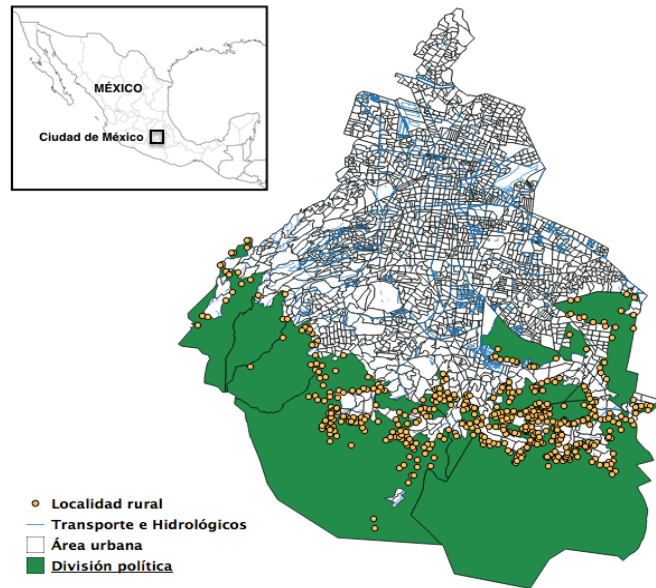 MÉXICO
Ciudad de México
Localidad rural
Transporte e Hidrológicos
Área urbana
División política